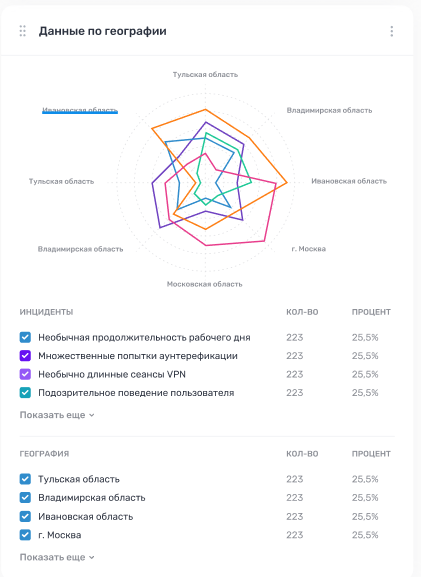 Данные по географии
Тульская область
Ивановская область
Владимирская область
Тульская область
Ивановская область
Владимирская область
г. Москва
Московская область
ИНЦИДЕНТЫ КОЛ-ВО ПРОЦЕНТ
Необычная продолжительность рабочего дня 223 25,5%
Множественные попытки аунтерефикации 223 25,5%
Необычно длинные сеансы VPN 223 25,5%
Подозрительное поведение пользователя 223 25,5%
Показать еще
ГЕОГРАФИЯ КОЛ-ВО ПРОЦЕНТ
Тульская область 223 25,5%
Владимирская область 223 25,5%
Ивановская область 223 25,5%
г. Москва 223 25,5%
Показать еще